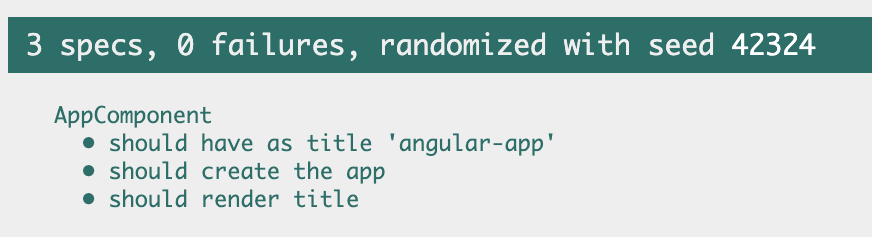 3 specs, 0 failures, randomized with seed 42324
AppComponent
• should have as title 'angular-app'
• should create the app
• should render title